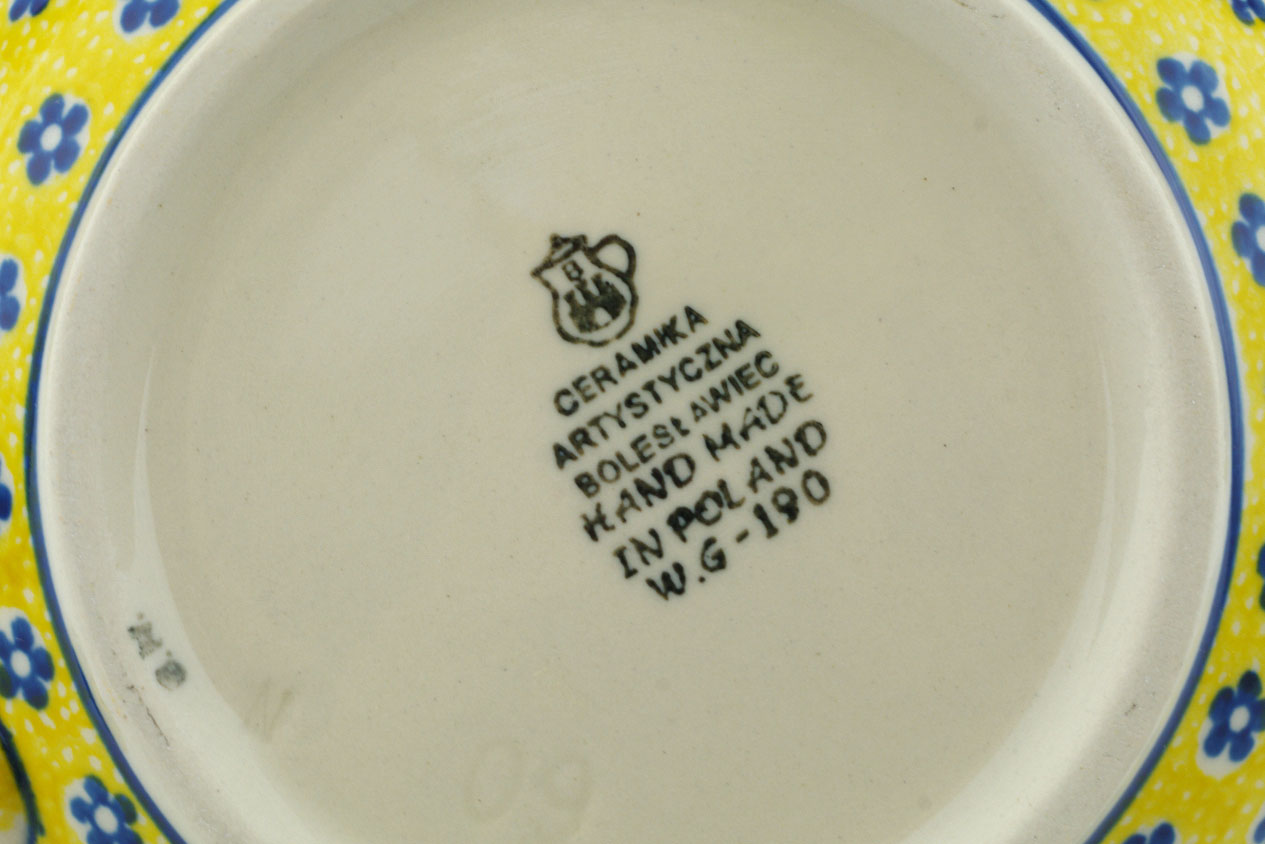 CERAMIKA
ARTYSTYCZNA
BOLESŁAWIEC
HAND MADE
IN POLAND
W.G-190